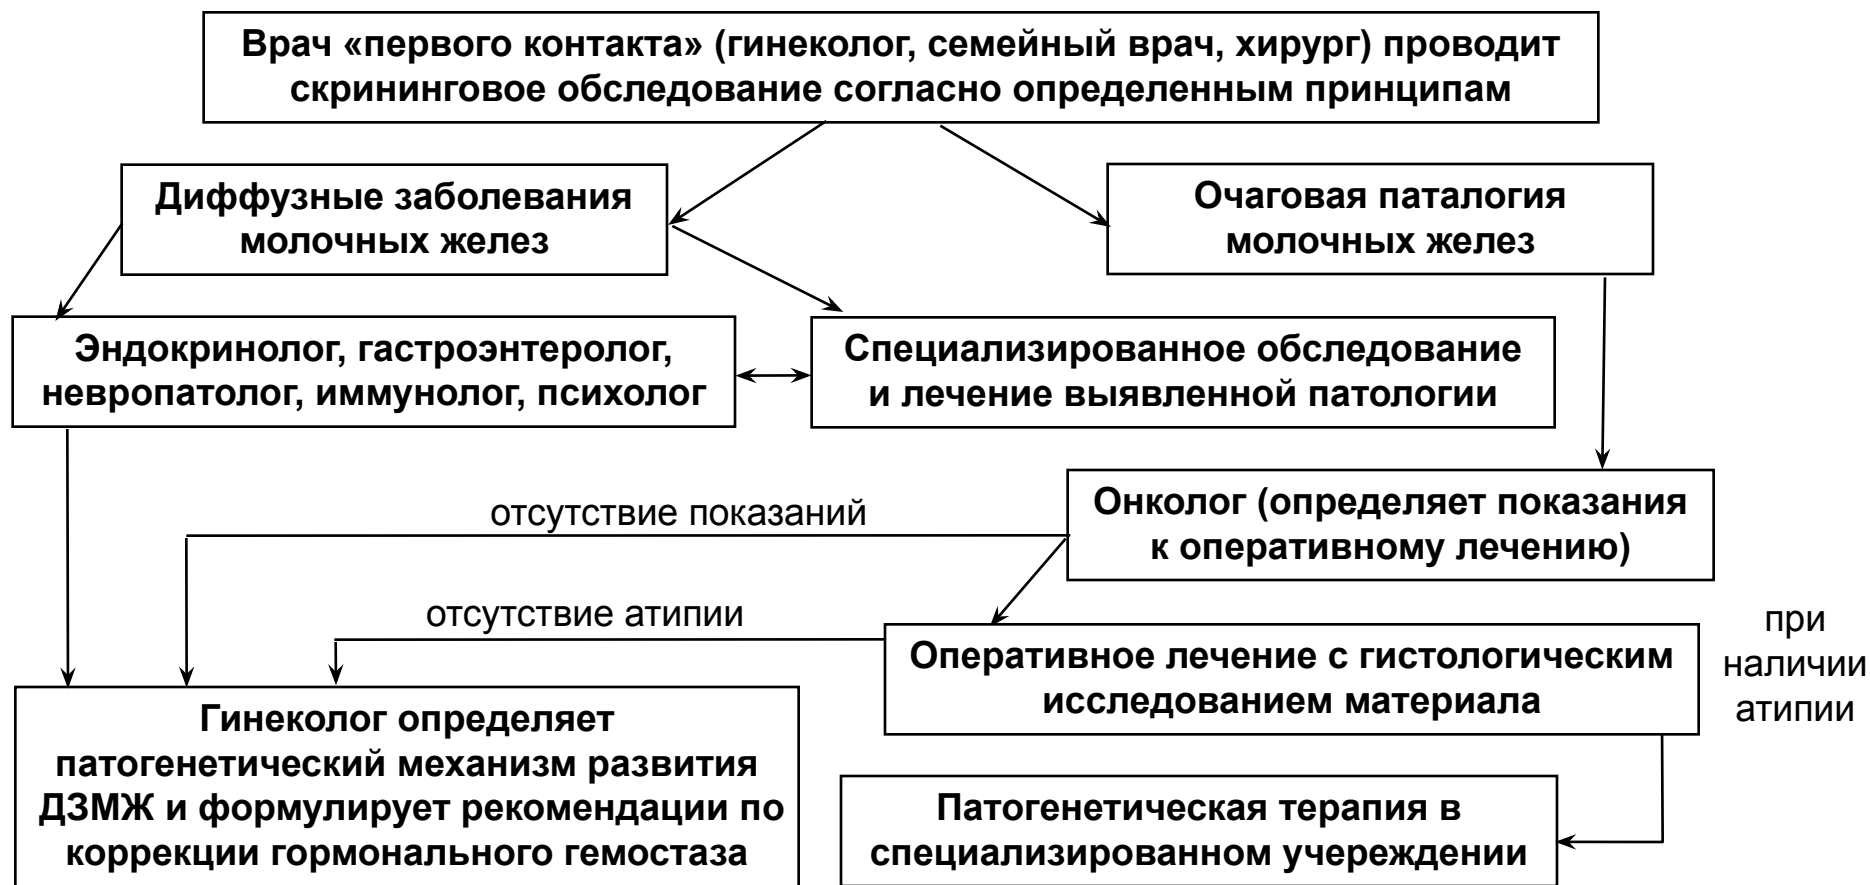 Врач «первого контакта» (гинеколог, семейный врач, хирург) проводит
скрининговое обследование согласно определенным принципам
Диффузные заболевания
молочных желез
Очаговая паталогия
молочных желез
Эндокринолог, гастроэнтеролог,
невропатолог, иммунолог, психолог
Специализированное обследование
и лечение выявленной патологии
отсутствие показаний
Онколог (определяет показания
к оперативному лечению)
отсутствие атипии
Оперативное лечение с гистологическим
исследованием материала
при
наличии
атипии
Гинеколог определяет
патогенетический механизм развития
ДЗМЖ и формулирует рекомендации по
коррекции гормонального гемостаза
Патогенетическая терапия в
специализированном учереждении